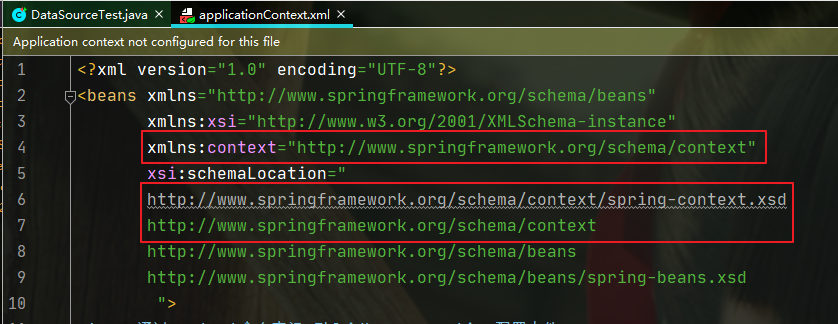 DataSourceTest.java × applicationContext.xml ×
Application context not configured for this file
1 <?xml version="1.0" encoding="UTF-8"?>
2 <beans xmlns="http://www.springframework.org/schema/beans"
3 xmlns:xsi="http://www.w3.org/2001/XMLSchema-instance"
4 xmlns:context="http://www.springframework.org/schema/context"
5 xsi:schemaLocation="
6 http://www.springframework.org/schema/context/spring-context.xsd
7 http://www.springframework.org/schema/context
8 http://www.springframework.org/schema/beans
9 http://www.springframework.org/schema/beans/spring-beans.xsd
10 ">